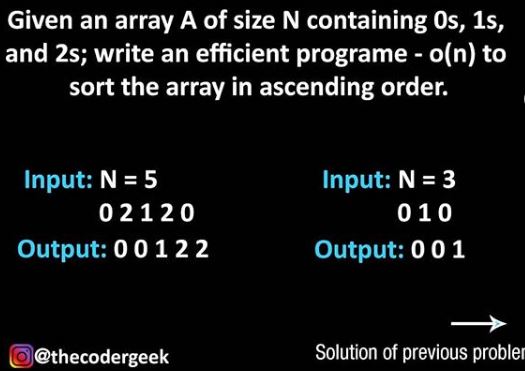 Given an array A of size N containing 0s, 1s,
and 2s; write an efficient programe - o(n) to
sort the array in ascending order.
Input: N = 5
0 2 1 2 0
Output: 0 0 1 2 2
Input: N = 3
0 1 0
Output: 0 0 1
@thecodergeek
Solution of previous